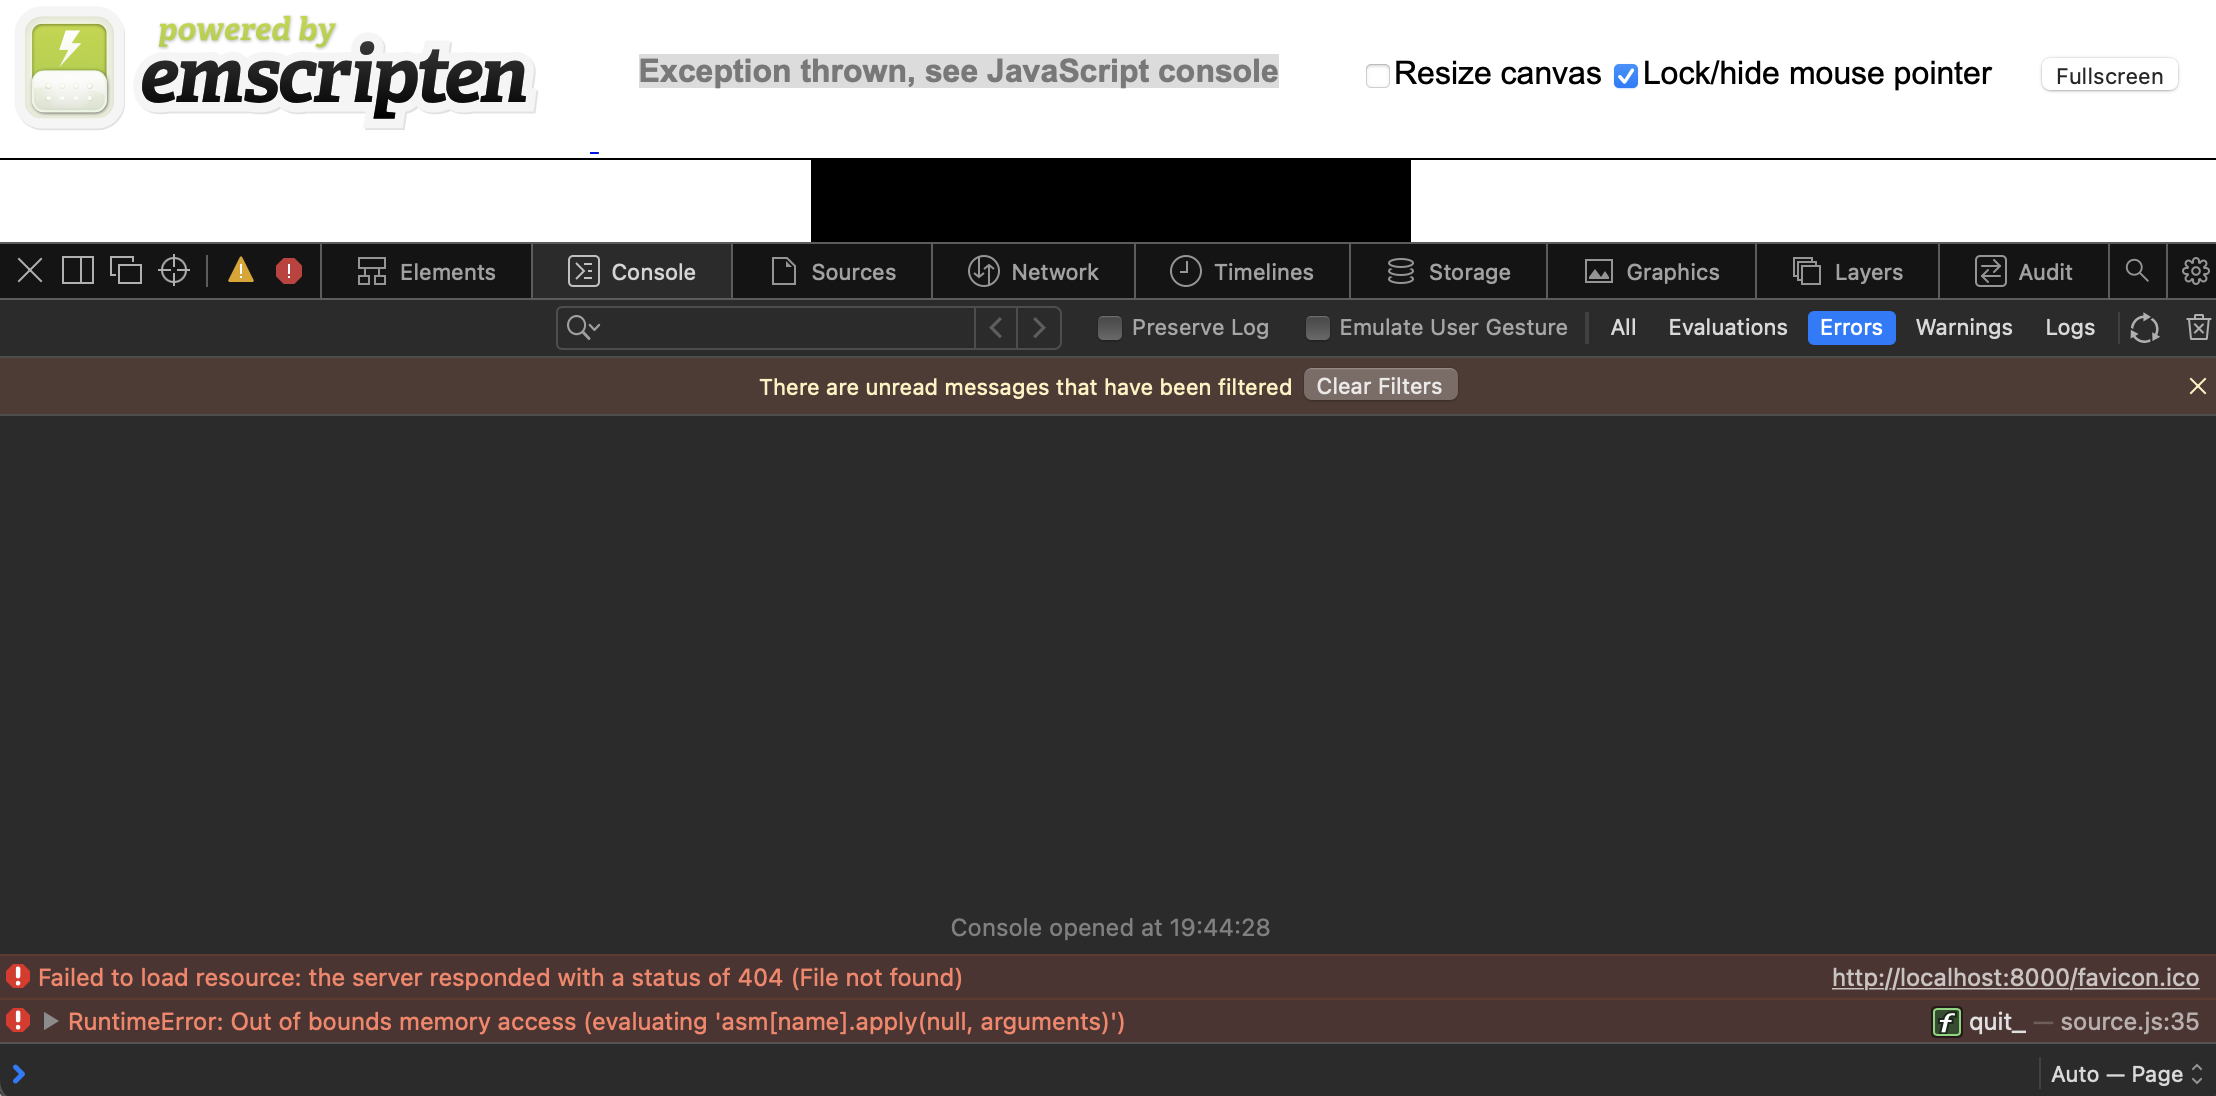 powered by
emscripten
Exception thrown, see JavaScript console
Resize canvas Lock/hide mouse pointer
Fullscreen
Elements Console Sources Network Timelines Storage Graphics Layers Audit
Preserve Log Emulate User Gesture All Evaluations Errors Warnings Logs
There are unread messages that have been filtered Clear Filters
Console opened at 19:44:28
Failed to load resource: the server responded with a status of 404 (File not found) http://localhost:8000/favicon.ico
RuntimeError: Out of bounds memory access (evaluating 'asm[name].apply(null, arguments)') f quit_ — source.js:35
Auto — Page